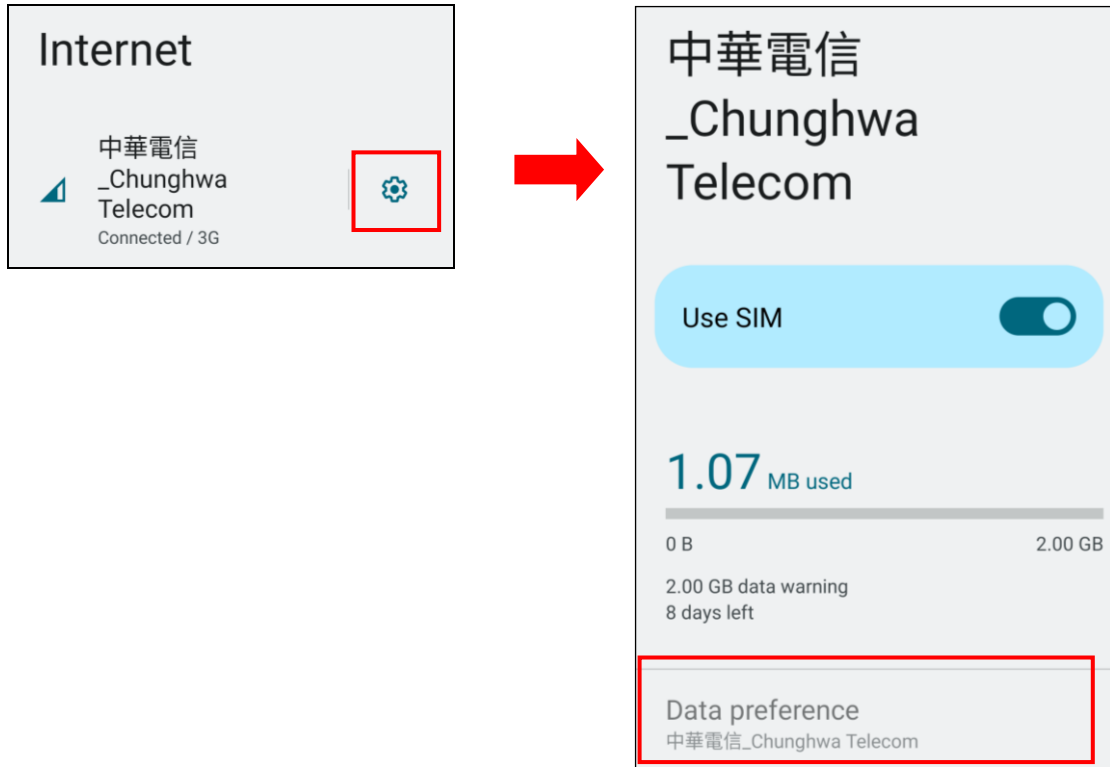 Internet
中華電信
_Chunghwa
Telecom
Connected / 3G
中華電信
_Chunghwa
Telecom
Use SIM
1.07 MB used
0 B 2.00 GB
2.00 GB data warning
8 days left
Data preference
中華電信_Chunghwa Telecom